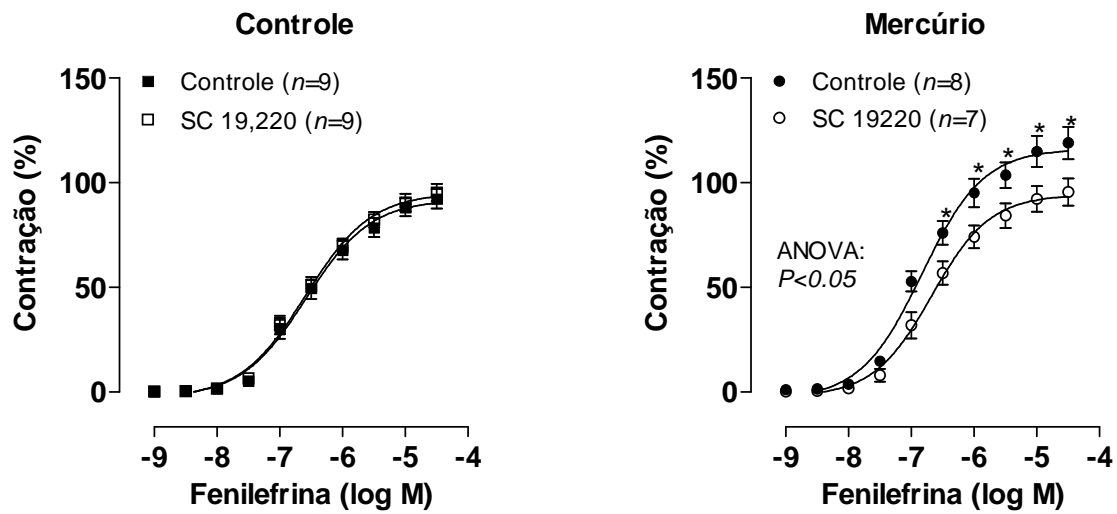 Controle
Controle (n=9)
SC 19,220 (n=9)
Contração (%)
150
100
50
0
-9 -8 -7 -6 -5 -4
Fenilefrina (log M)
Mercúrio
Controle (n=8)
SC 19220 (n=7)
Contração (%)
150
100
50
0
* * * * *
ANOVA:
P<0.05
-9 -8 -7 -6 -5 -4
Fenilefrina (log M)